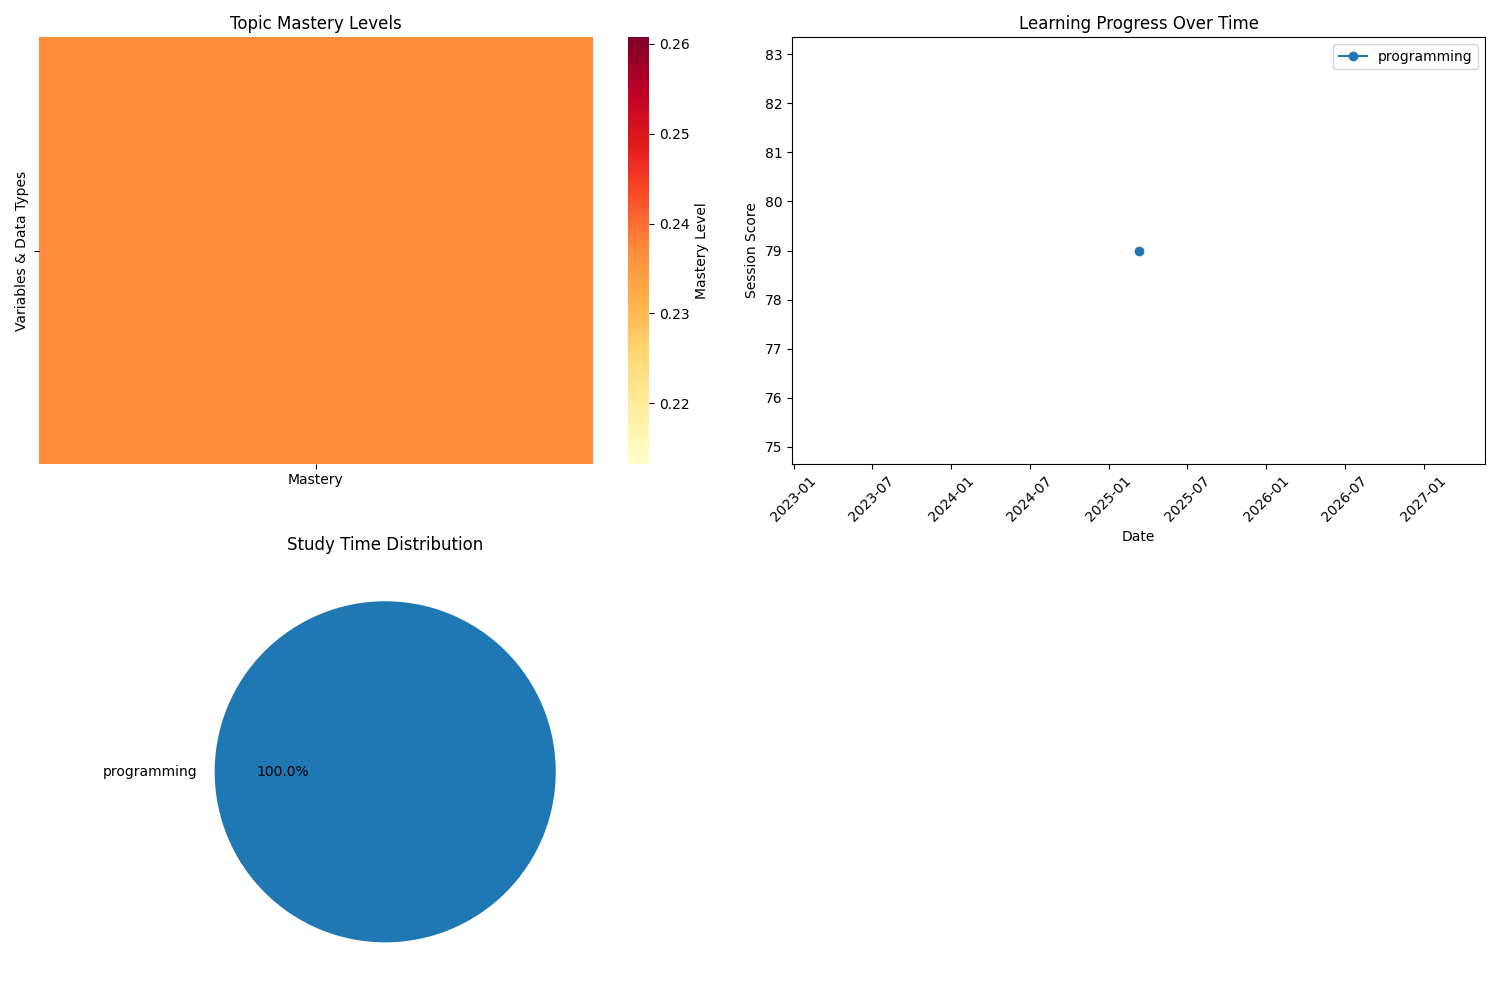 Topic Mastery Levels
Variables & Data Types
Mastery
0.26
0.25
0.24
0.23
0.22
Mastery Level
Learning Progress Over Time
programming
Session Score
83
82
81
80
79
78
77
76
75
2023-01
2023-07
2024-01
2024-07
2025-01
2025-07
2026-01
2026-07
2027-01
Date
Study Time Distribution
programming
100.0%